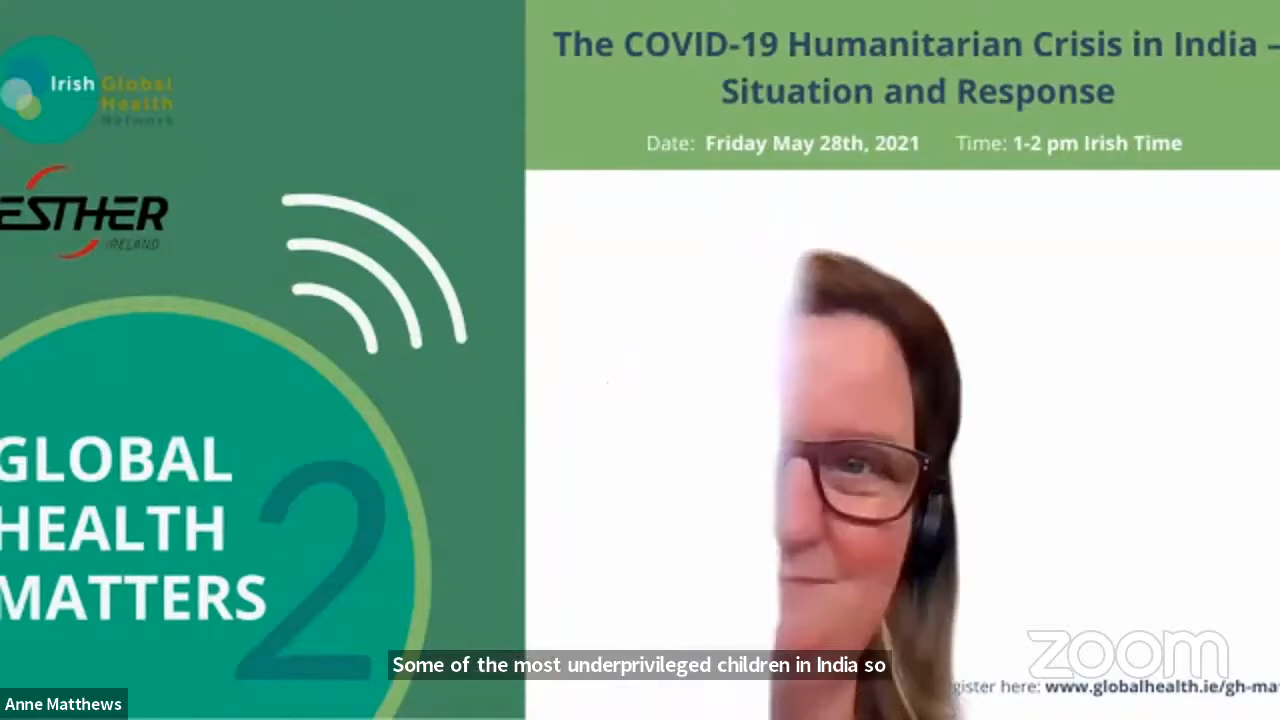 Irish Global
Health
Network
ESTHER
IRELAND
GLOBAL
HEALTH
MATTERS
2
The COVID-19 Humanitarian Crisis in India –
Situation and Response
Date: Friday May 28th, 2021 Time: 1-2 pm Irish Time
Some of the most underprivileged children in India so
zoom
gister here: www.globalhealth.ie/gh-ma
Anne Matthews